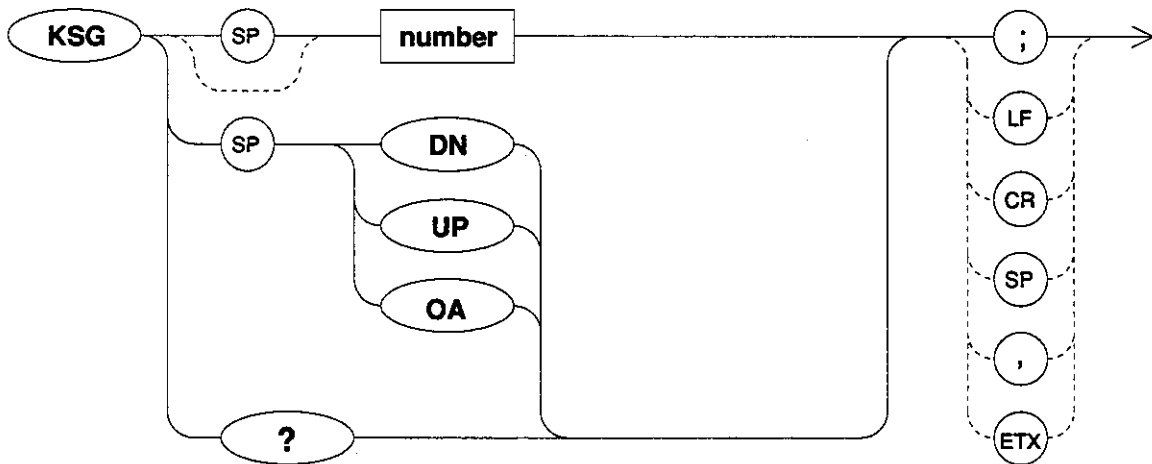 KSG SP number ;
LF
SP DN
CR
UP
SP
OA
,
? ETX